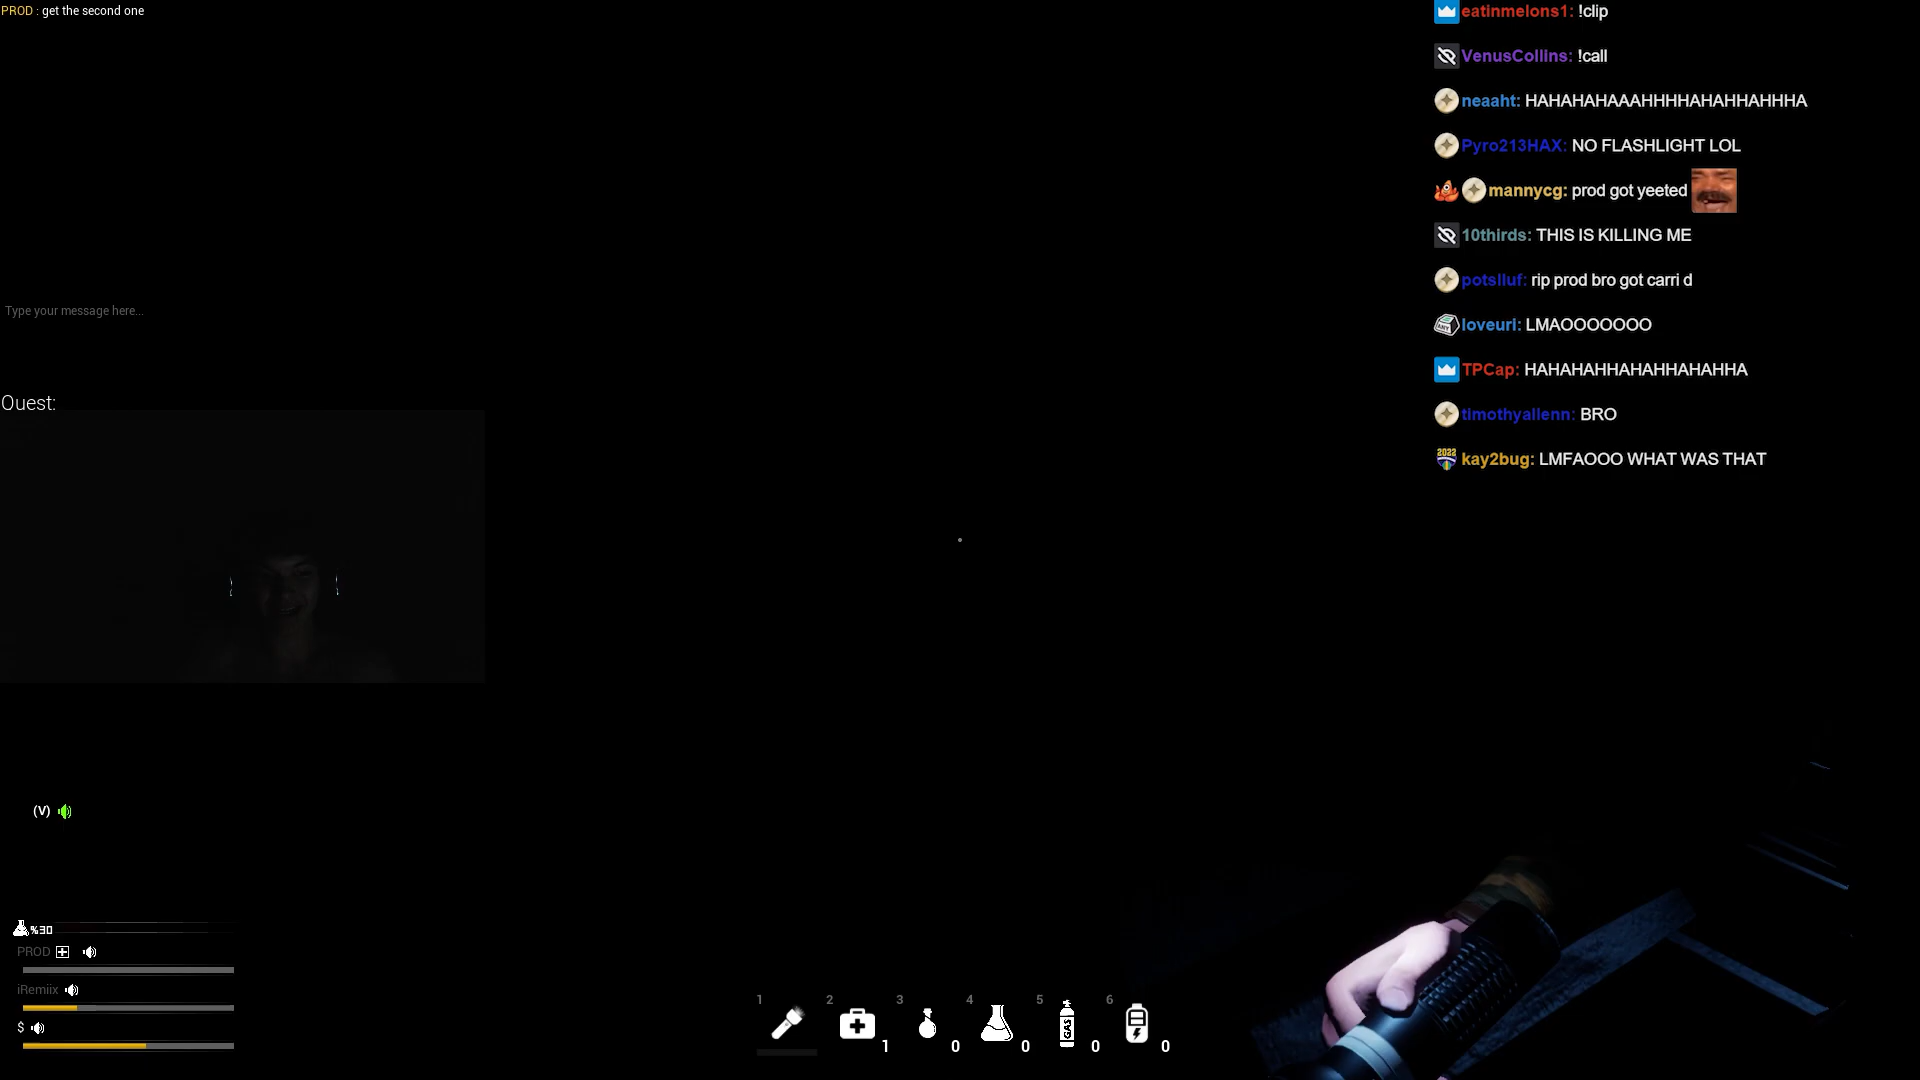 PROD : get the second one
Type your message here...
Quest:
(V)
%30
PROD
iRemiix
$
1 2 3 4 5 6
GAS
1 0 0 0 0
eatinmelons1: !clip
VenusCollins: !call
neaaht: HAHAHAHAAAHHHHAHAHHAHHHA
Pyro213HAX: NO FLASHLIGHT LOL
mannycg: prod got yeeted
10thirds: THIS IS KILLING ME
potslluf: rip prod bro got carri d
loveuri: LMAOOOOOOO
TPCap: HAHAHAHHAHAHHAHAHHA
timothyallenn: BRO
2022
kay2bug: LMFAOOO WHAT WAS THAT